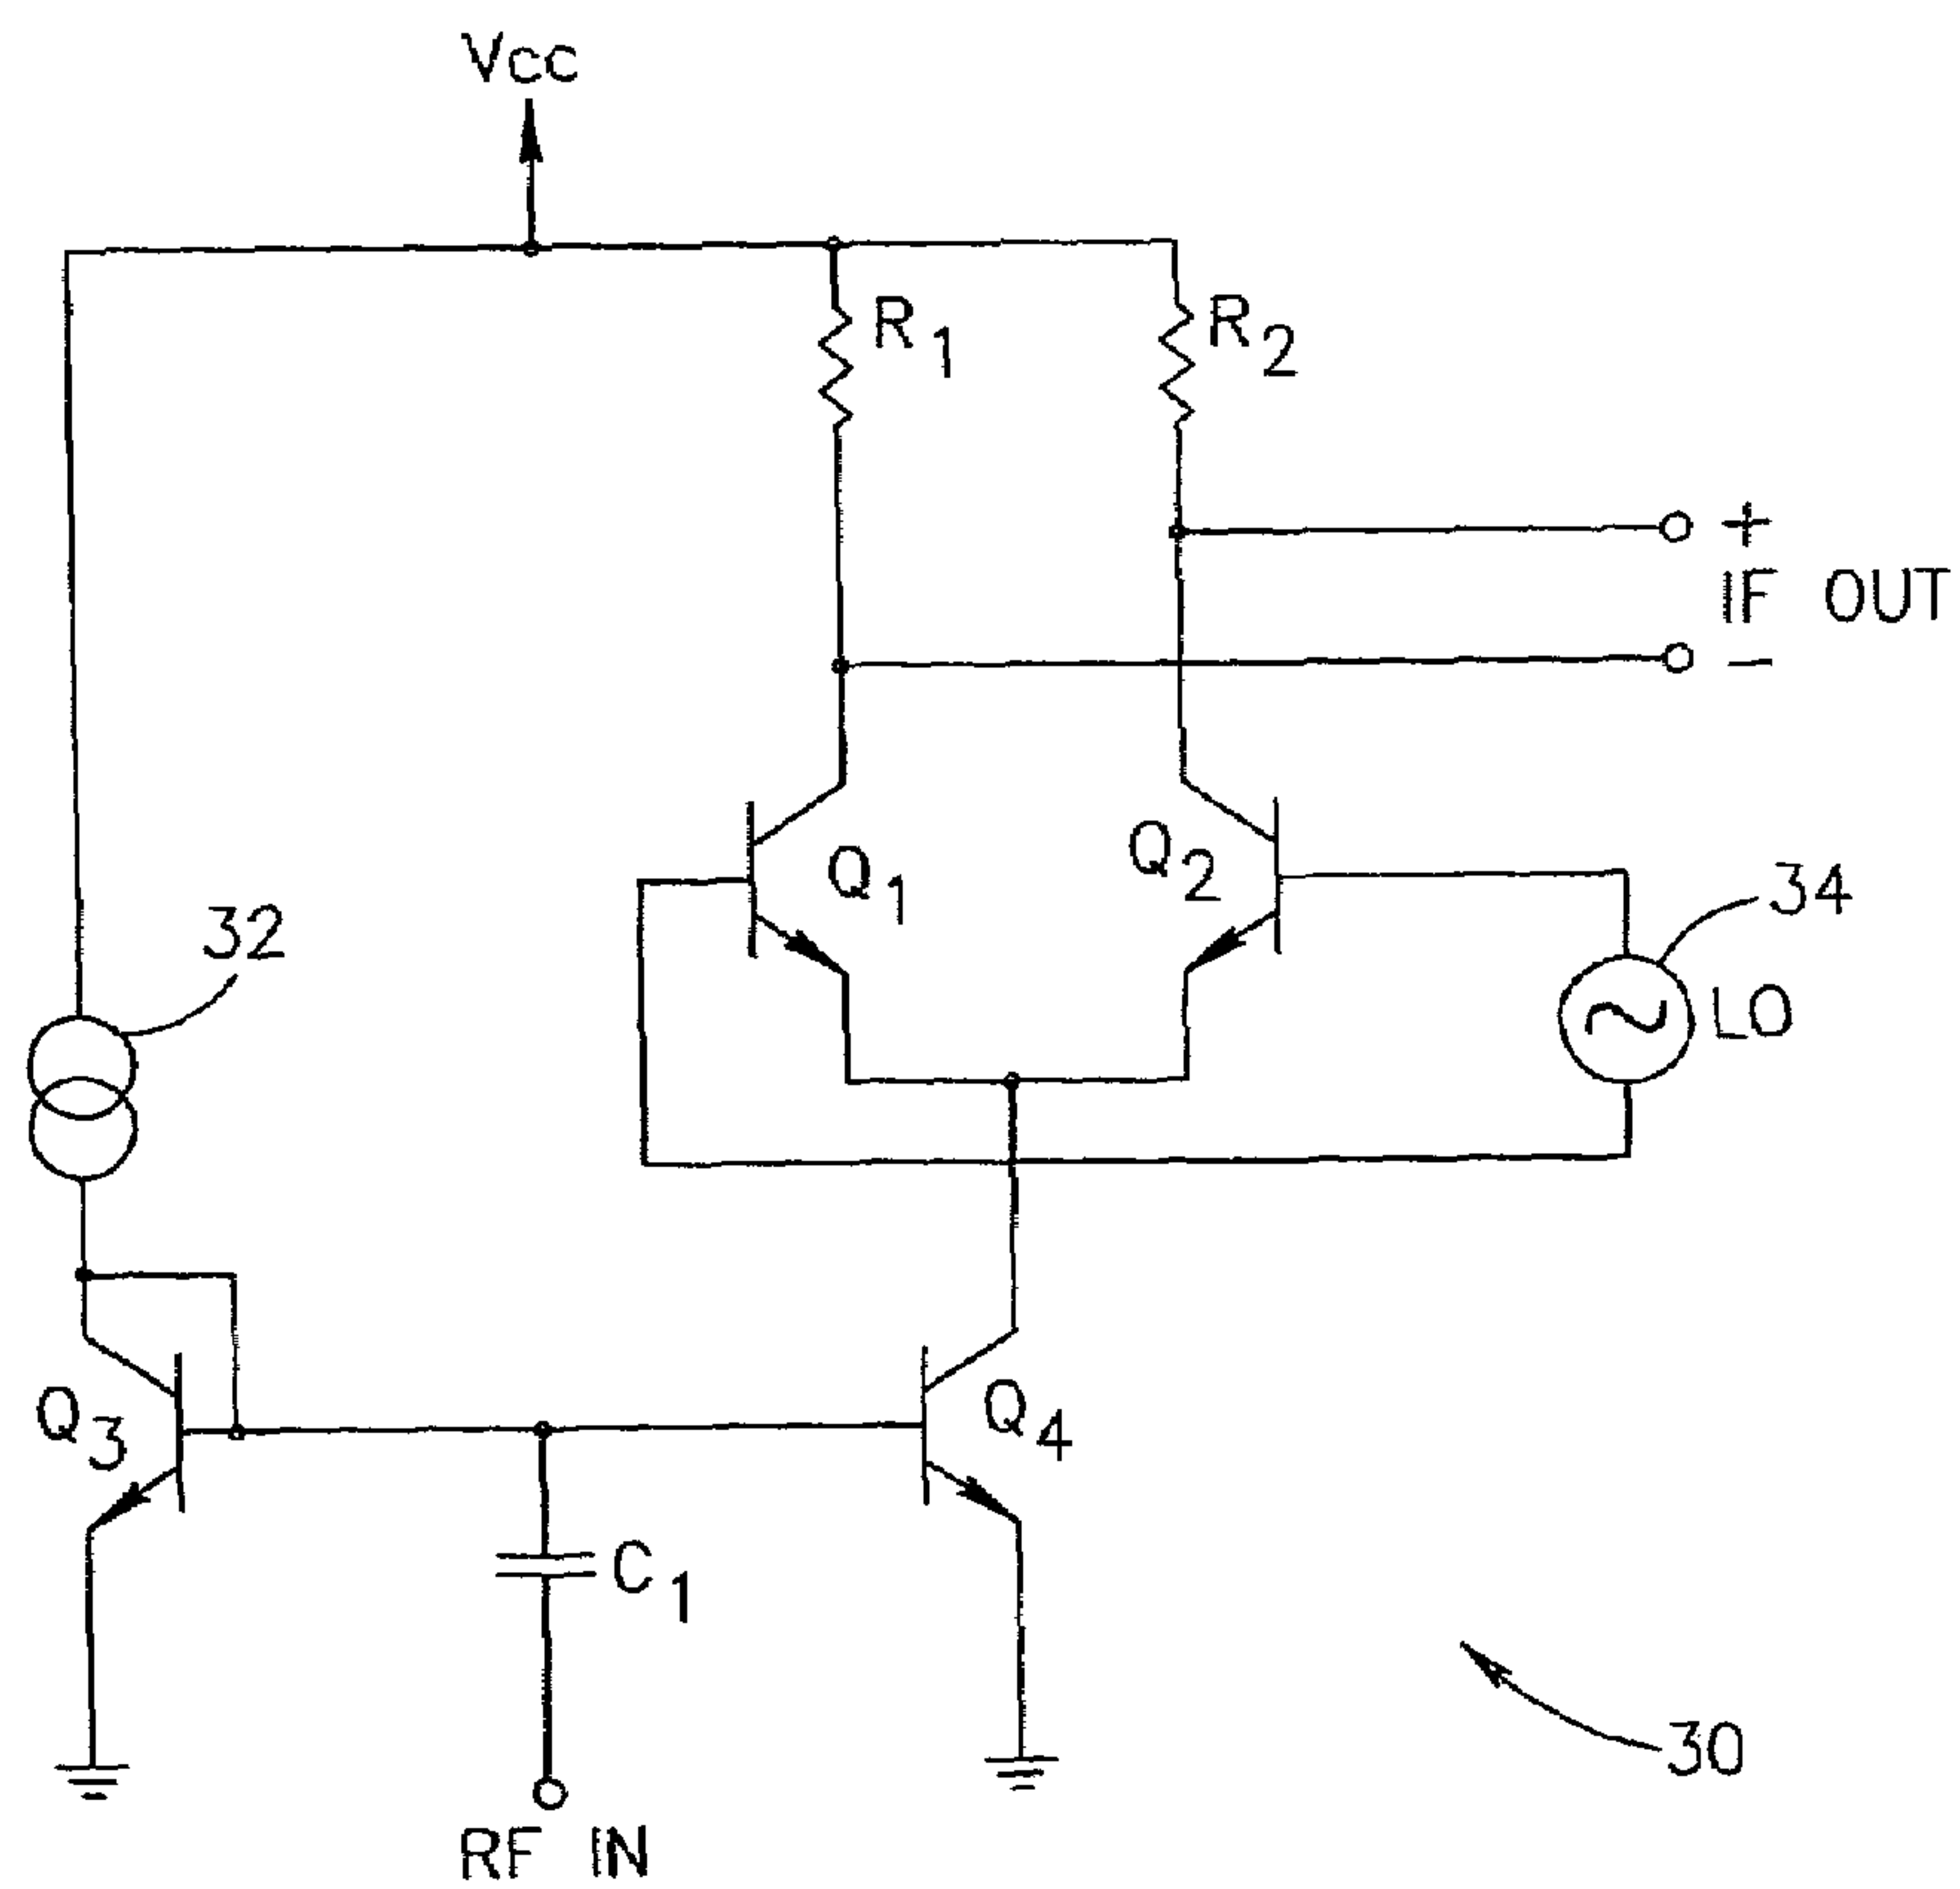 Vcc
R1
R2
+
IF OUT
-
Q1
Q2
34
32
LO
Q3
Q4
C1
30
RF IN